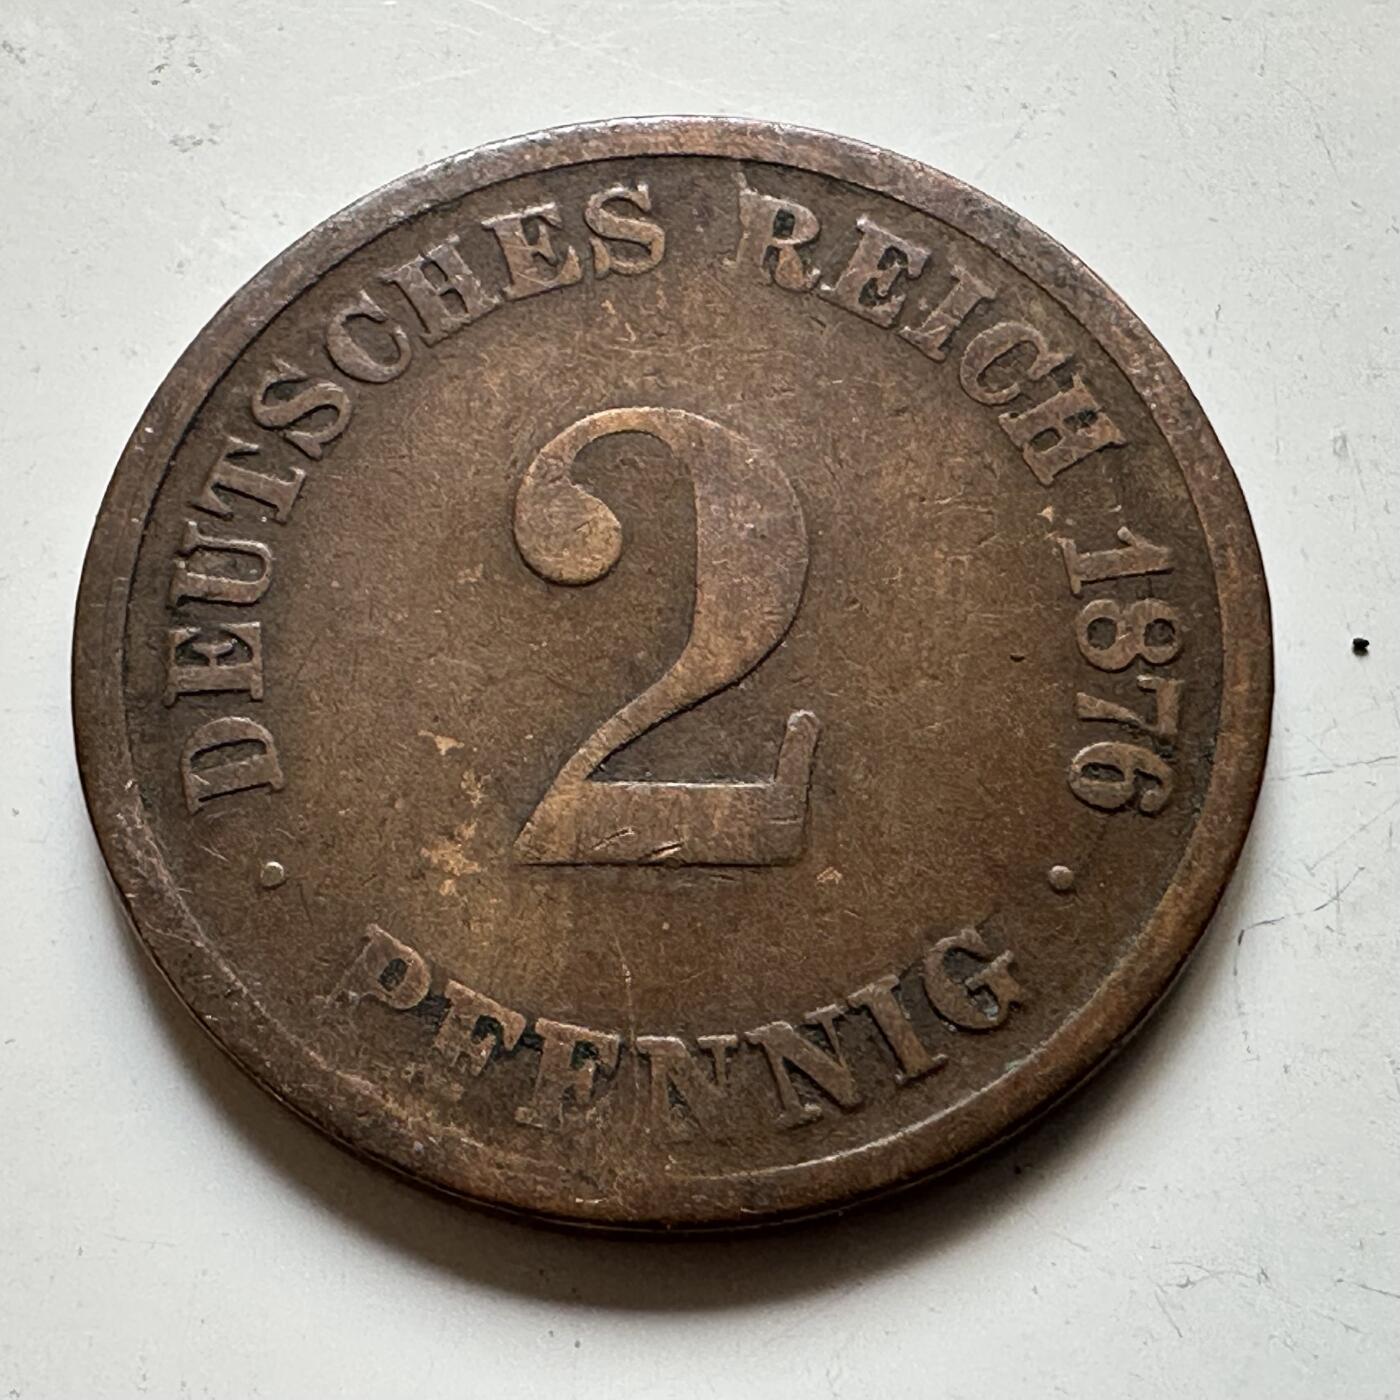 DEUTSCHES REICH 1876
2
PFENNIG